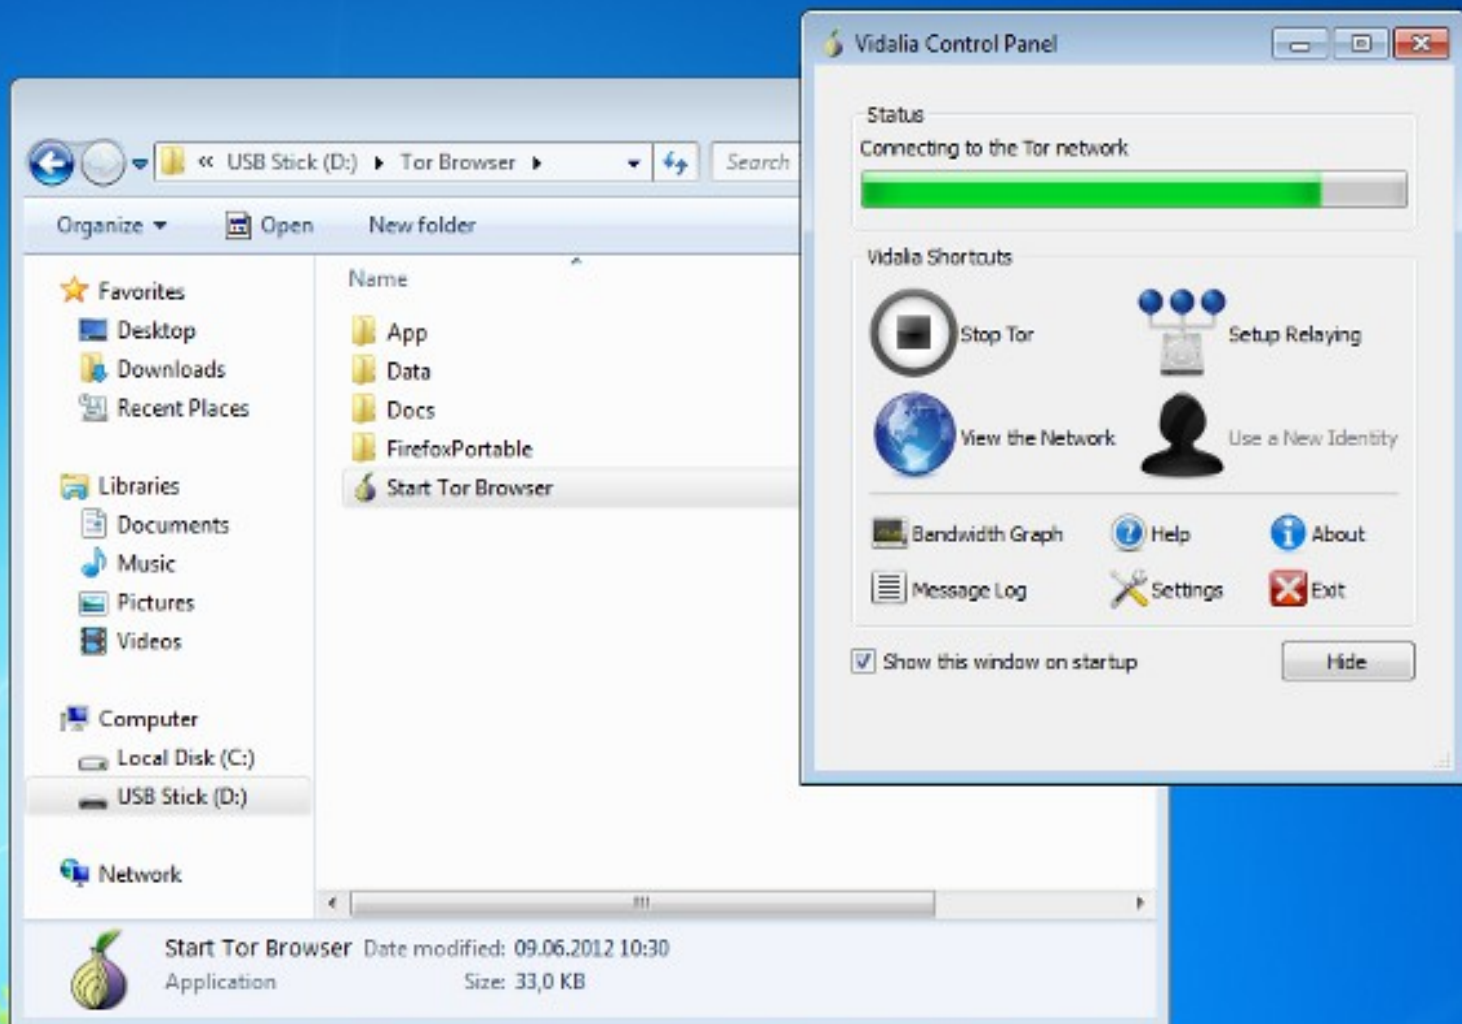 Vidalia Control Panel
« USB Stick (D:) Tor Browser
Search
Organize Open New folder
Favorites
Desktop
Downloads
Recent Places
Libraries
Documents
Music
Pictures
Videos
Computer
Local Disk (C:)
USB Stick (D:)
Network
Name
App
Data
Docs
FirefoxPortable
Start Tor Browser
Start Tor Browser Date modified: 09.06.2012 10:30
Application Size: 33,0 KB
Status
Connecting to the Tor network
Vidalia Shortcuts
Stop Tor Setup Relaying
View the Network Use a New Identity
Bandwidth Graph Help About
Message Log Settings Exit
Show this window on startup Hide